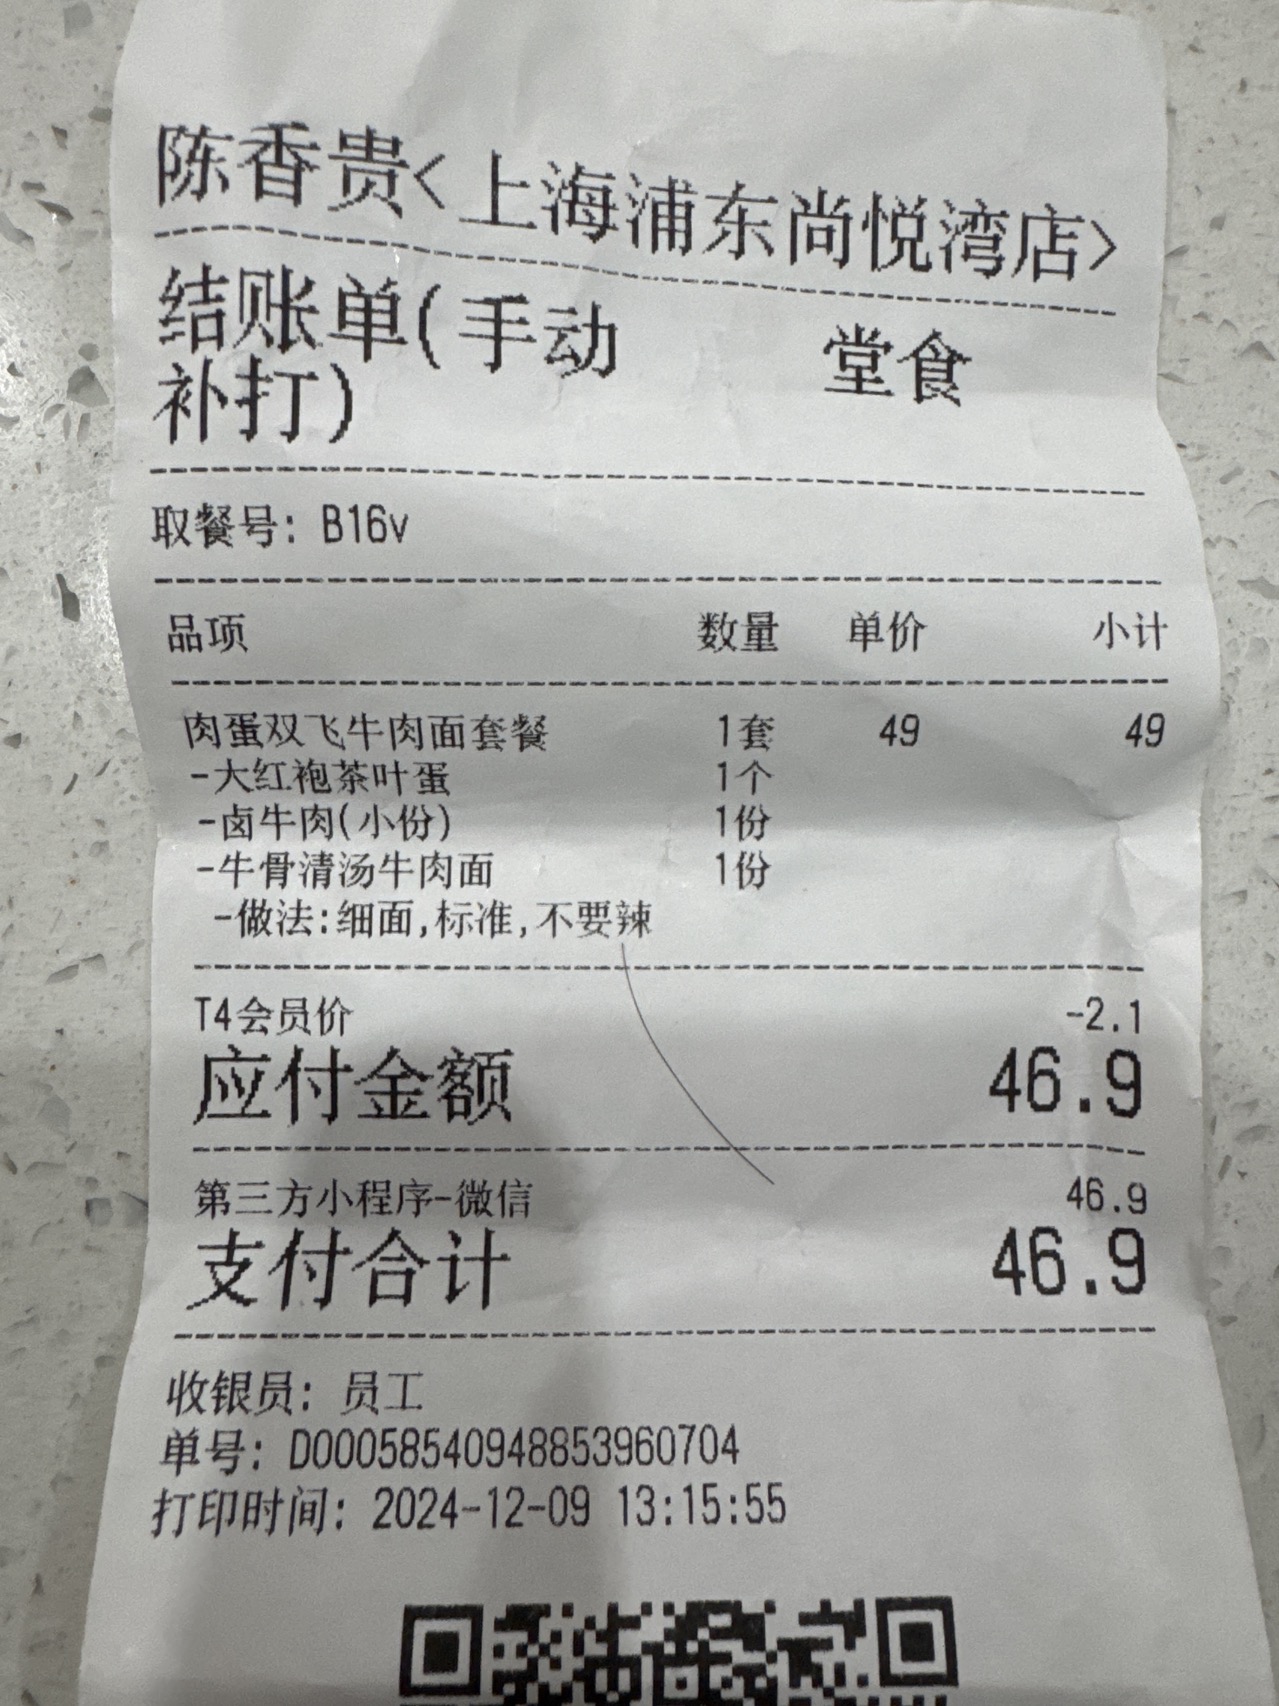 陈香贵<上海浦东尚悦湾店>
结账单(手动 堂食
补打)
取餐号: B16v
品项 数量 单价 小计
肉蛋双飞牛肉面套餐 1套 49 49
-大红袍茶叶蛋 1个
-卤牛肉(小份) 1份
-牛骨清汤牛肉面 1份
-做法:细面,标准,不要辣
T4会员价 -2.1
应付金额 46.9
第三方小程序-微信 46.9
支付合计 46.9
收银员: 员工
单号: D000585409488539607​04
打印时间: 2024-12-09 13:15:55